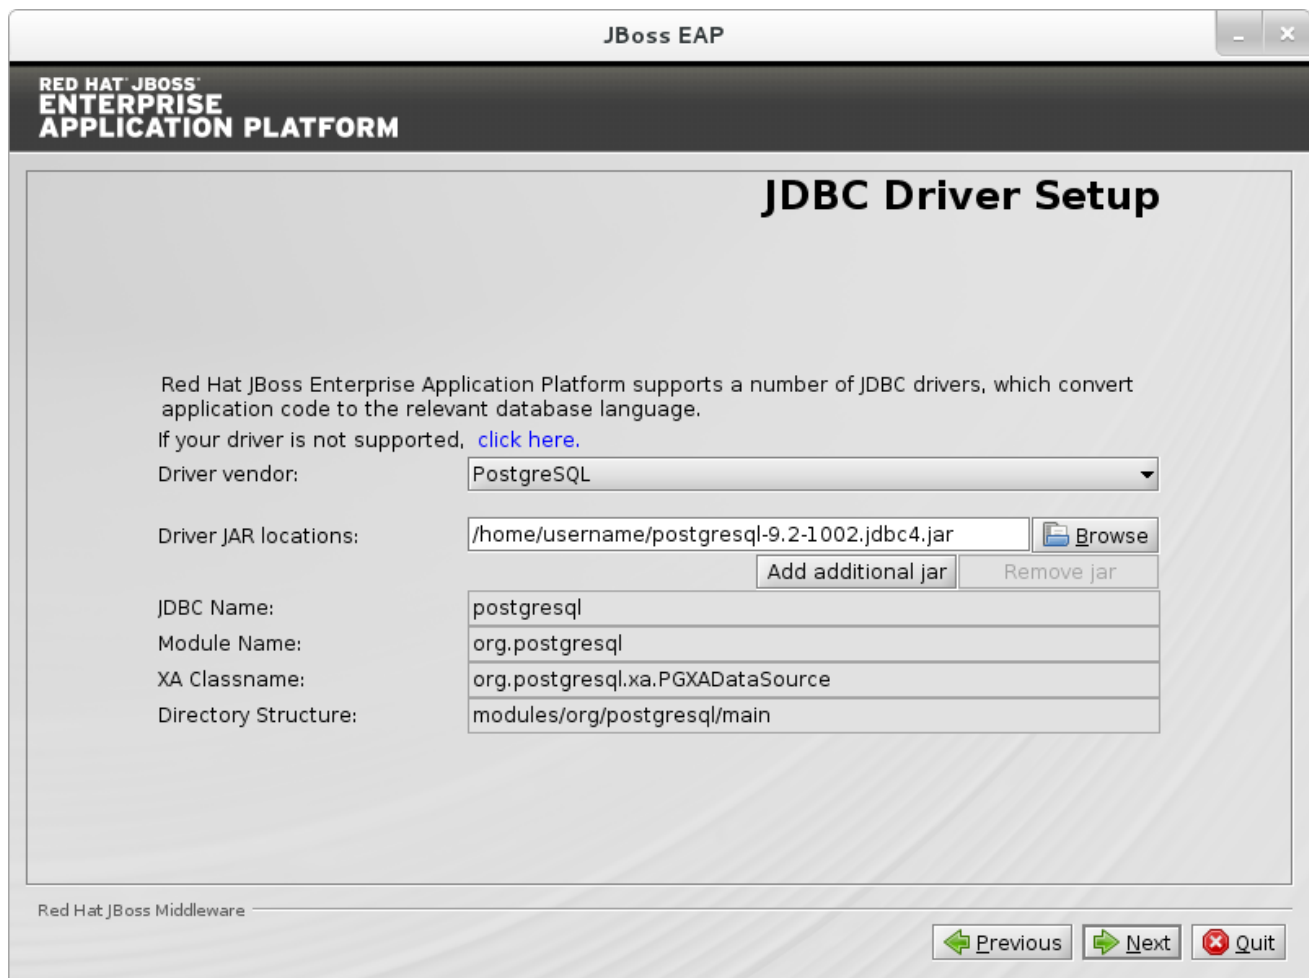 JBoss EAP
RED HAT JBOSS
ENTERPRISE
APPLICATION PLATFORM
JDBC Driver Setup
Red Hat JBoss Enterprise Application Platform supports a number of JDBC drivers, which convert
application code to the relevant database language.
If your driver is not supported, click here.
Driver vendor: PostgreSQL
Driver JAR locations: /home/username/postgresql-9.2-1002.jdbc4.jar Browse
Add additional jar Remove jar
JDBC Name: postgresql
Module Name: org.postgresql
XA Classname: org.postgresql.xa.PGXADataSource
Directory Structure: modules/org/postgresql/main
Red Hat JBoss Middleware
Previous Next Quit